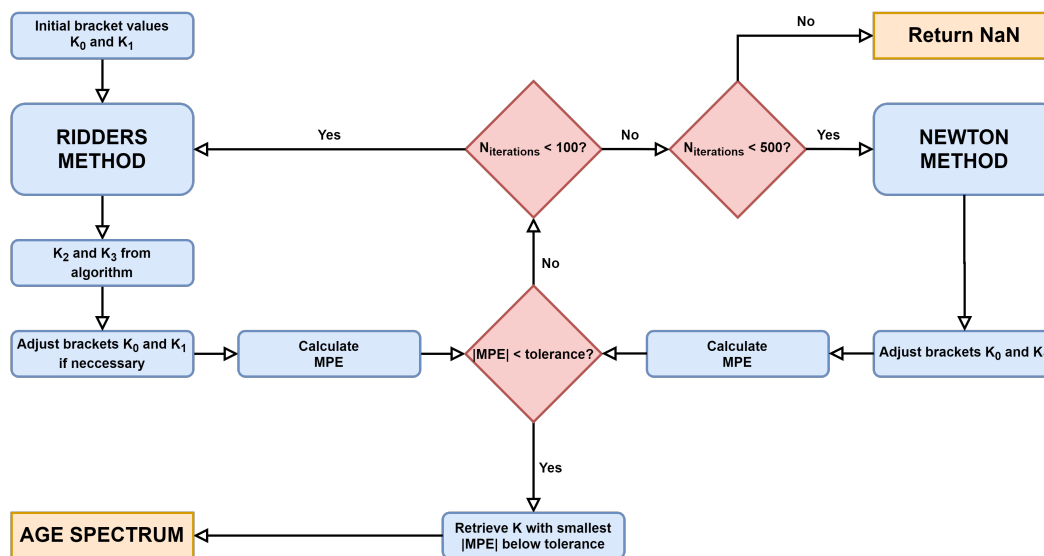 Initial bracket values
K0 and K1
No
Return NaN
RIDDERS
METHOD
Yes
Niterations < 100?
No
Niterations < 500?
Yes
NEWTON
METHOD
K2 and K3 from
algorithm
No
Adjust brackets K0 and K1
if neccessary
Calculate
MPE
|MPE| < tolerance?
Calculate
MPE
Adjust brackets K0 and K
Yes
AGE SPECTRUM
Retrieve K with smallest
|MPE| below tolerance